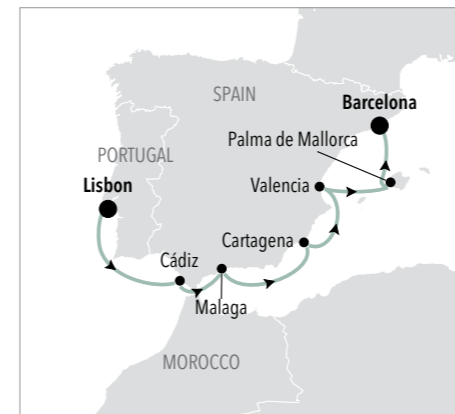 SPAIN
Barcelona
Palma de Mallorca
PORTUGAL
Lisbon
Valencia
Cartagena
Cádiz
Malaga
MOROCCO